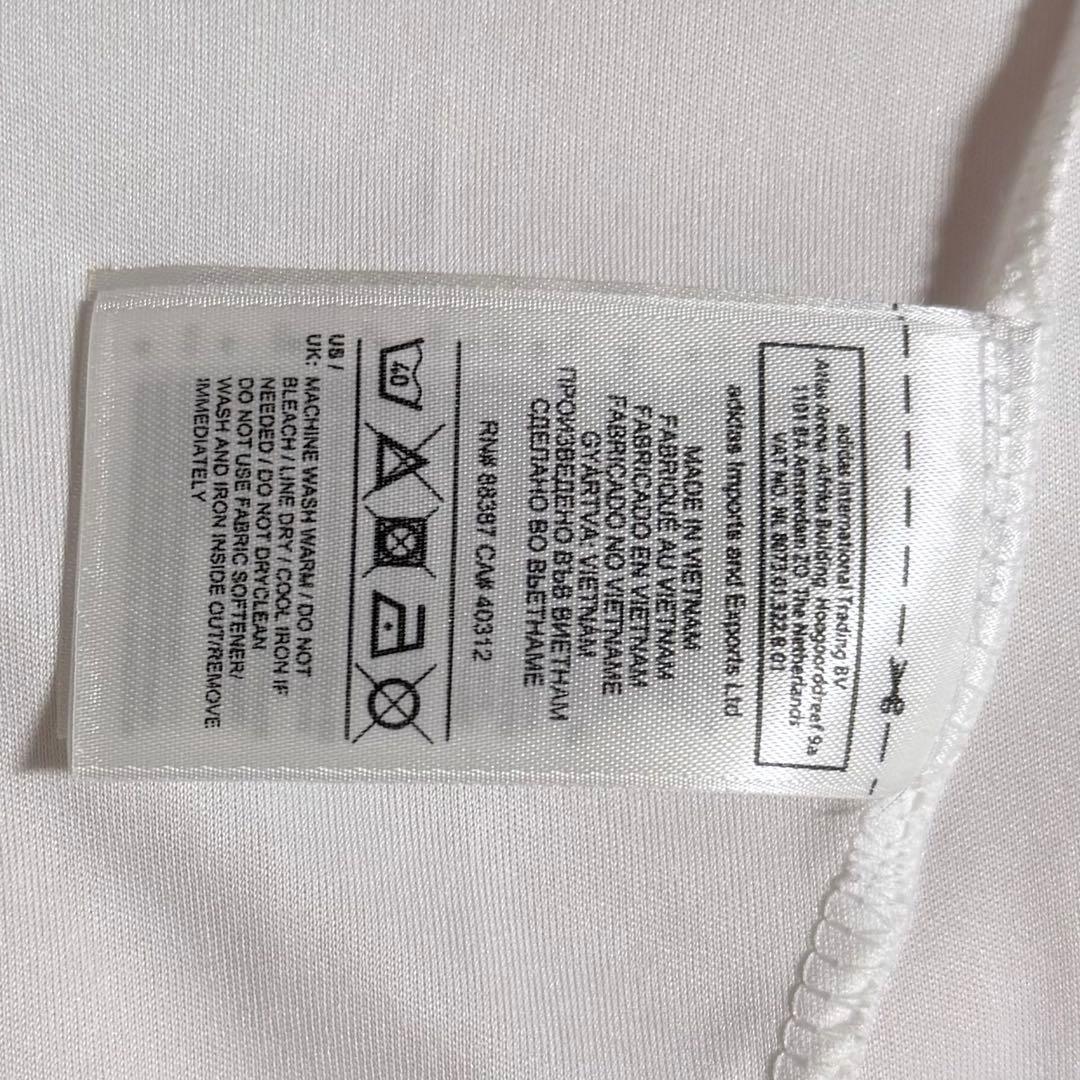 adidas International Trading BV
Atlas Arena -Africa Building, Hoogoorddreef 9a
1101 BA Amsterdam ZO, The Netherlands
VAT NO. NL 8073.01.322.B 01
adidas Imports and Exports Ltd
MADE IN VIETNAM
FABRIQUÉ AU VIETNAM
FABRICADO EN VIETNAM
FABRICADO NO VIETNAME
GYÁRTVA VIETNÁM
ПРОИЗВЕДЕНО ВЪВ ВИЕТНАМ
СДЕЛАНО ВО ВЬЕТНАМЕ
RN# 88387 CA# 40312
40
US /
UK: MACHINE WASH WARM / DO NOT
BLEACH / LINE DRY / COOL IRON IF
NEEDED / DO NOT DRYCLEAN
DO NOT USE FABRIC SOFTENER/
WASH AND IRON INSIDE OUT/REMOVE
IMMEDIATELY